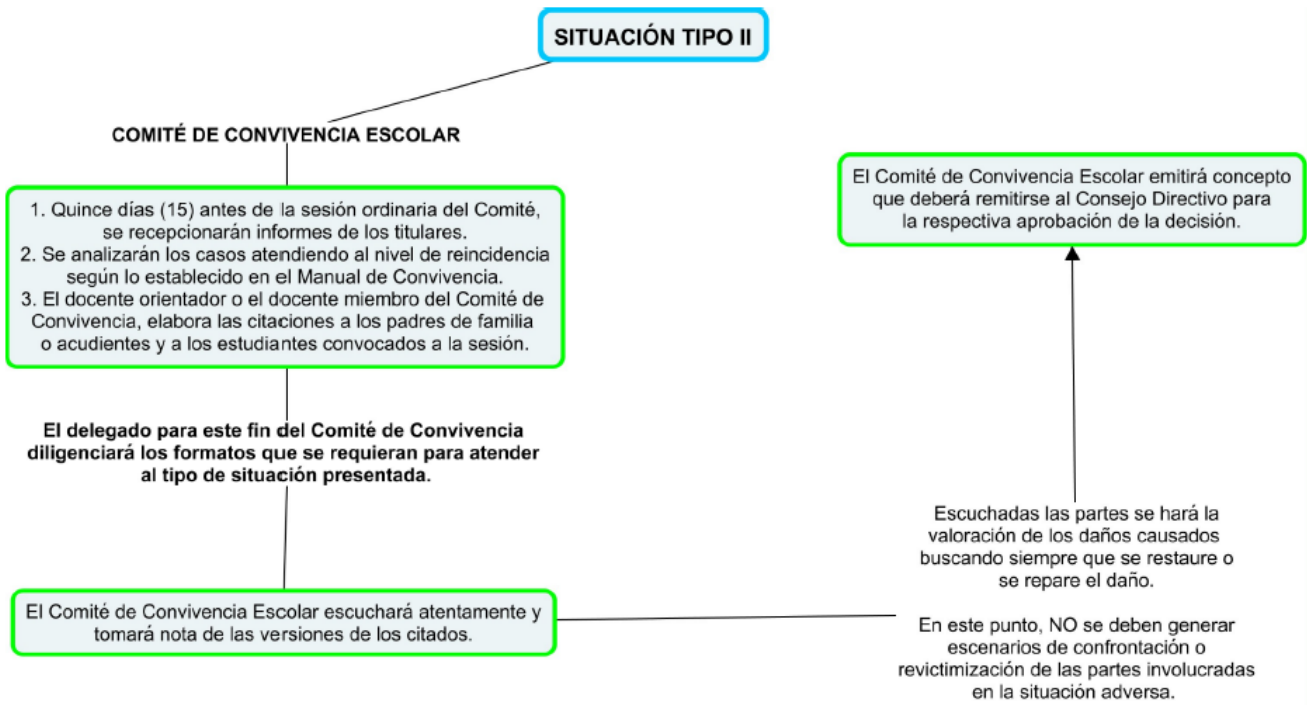 SITUACIÓN TIPO II
COMITÉ DE CONVIVENCIA ESCOLAR
1. Quince días (15) antes de la sesión ordinaria del Comité,
se recepcionarán informes de los titulares.
2. Se analizarán los casos atendiendo al nivel de reincidencia
según lo establecido en el Manual de Convivencia.
3. El docente orientador o el docente miembro del Comité de
Convivencia, elabora las citaciones a los padres de familia
o acudientes y a los estudiantes convocados a la sesión.
El delegado para este fin del Comité de Convivencia
diligenciará los formatos que se requieran para atender
al tipo de situación presentada.
El Comité de Convivencia Escolar escuchará atentamente y
tomará nota de las versiones de los citados.
Escuchadas las partes se hará la
valoración de los daños causados
buscando siempre que se restaure o
se repare el daño.
En este punto, NO se deben generar
escenarios de confrontación o
revictimización de las partes involucradas
en la situación adversa.
El Comité de Convivencia Escolar emitirá concepto
que deberá remitirse al Consejo Directivo para
la respectiva aprobación de la decisión.